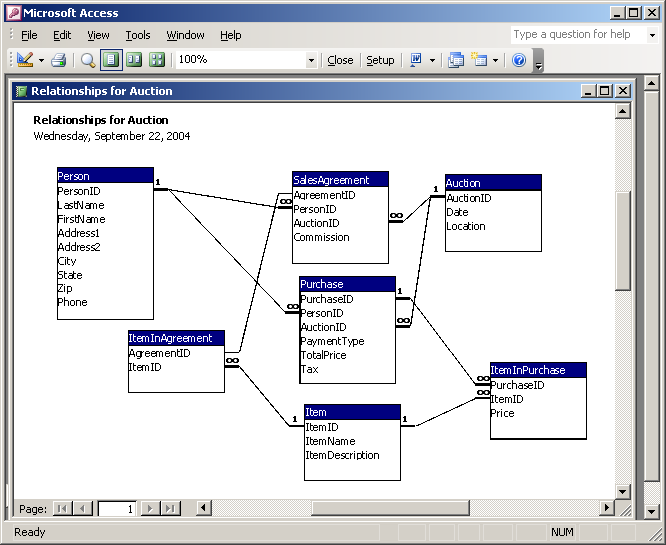 Microsoft Access
File Edit View Tools Window Help Type a question for help
100% Close Setup
Relationships for Auction
Relationships for Auction
Wednesday, September 22, 2004
Person
PersonID
LastName
FirstName
Address1
Address2
City
State
Zip
Phone
1
SalesAgreement
AgreementID
PersonID
AuctionID
Commission
∞
∞
Auction
AuctionID
Date
Location
1
Purchase
PurchaseID
PersonID
AuctionID
PaymentType
TotalPrice
Tax
∞
1
∞
ItemInAgreement
AgreementID
ItemID
∞
ItemInPurchase
PurchaseID
ItemID
Price
∞
∞
Item
ItemID
ItemName
ItemDescription
1
1
Page: 1
Ready NUM